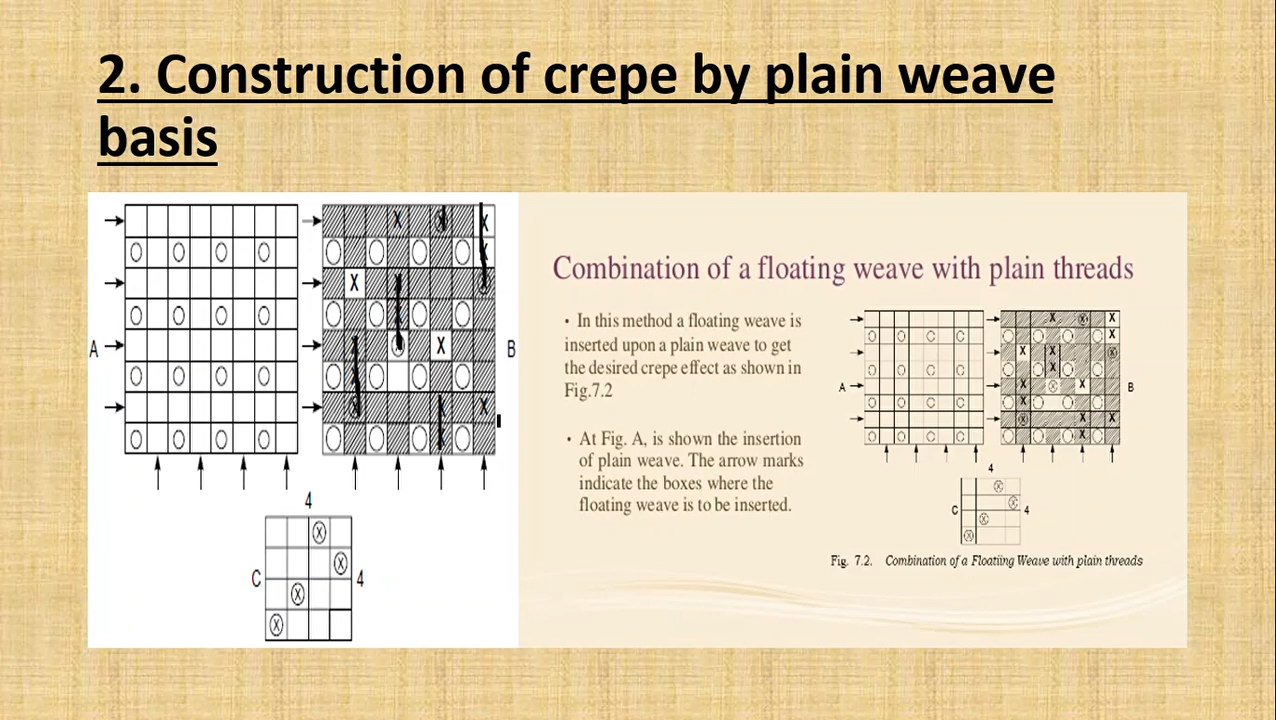 2. Construction of crepe by plain weave
basis
A
B
4
C
4
Combination of a floating weave with plain threads
• In this method a floating weave is
inserted upon a plain weave to get
the desired crepe effect as shown in
Fig.7.2
• At Fig. A, is shown the insertion
of plain weave. The arrow marks
indicate the boxes where the
floating weave is to be inserted.
A
B
4
C
4
Fig. 7.2. Combination of a Floatiing Weave with plain threads